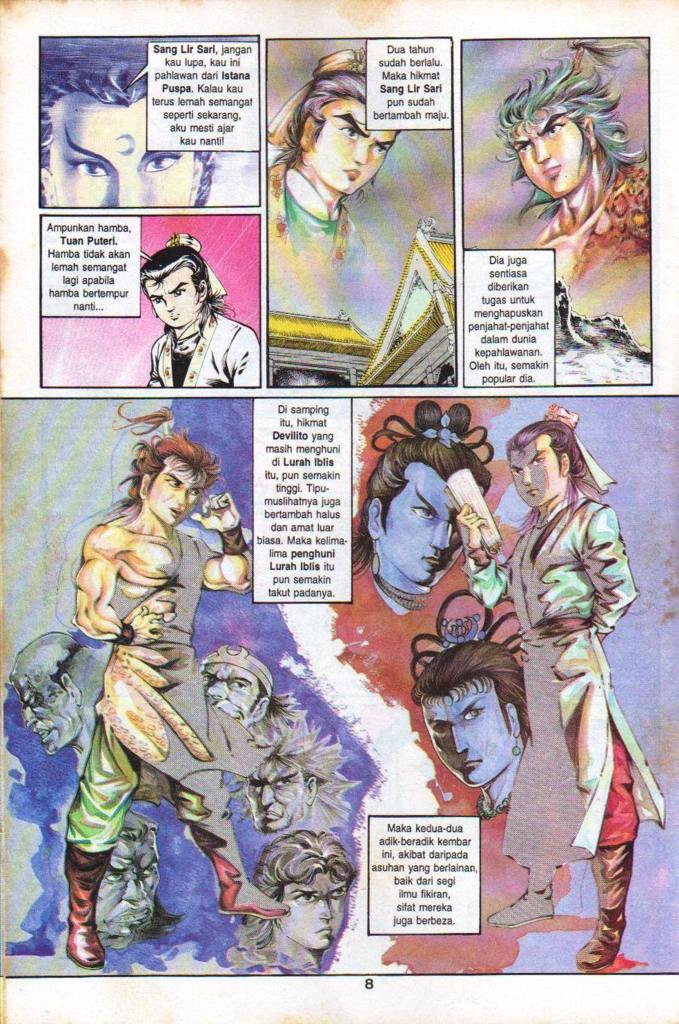 Sang Lir Sari, jangan
kau lupa, kau ini
pahlawan dari Istana
Puspa. Kalau kau
terus lemah semangat
seperti sekarang,
aku mesti ajar
kau nanti!
Ampunkan hamba,
Tuan Puteri.
Hamba tidak akan
lemah semangat
lagi apabila
hamba bertempur
nanti...
Dua tahun
sudah berlalu.
Maka hikmat
Sang Lir Sari
pun sudah
bertambah maju.
Dia juga
sentiasa
diberikan
tugas untuk
menghapuskan
penjahat-penjahat
dalam dunia
kepahlawanan.
Oleh itu, semakin
popular dia.
Di samping
itu, hikmat
Devilito yang
masih menghuni
di Lurah Iblis
itu, pun semakin
tinggi. Tipu-
muslihatnya juga
bertambah halus
dan amat luar
biasa. Maka kelima-
lima penghuni
Lurah Iblis itu
pun semakin
takut padanya.
Maka kedua-dua
adik-beradik kembar
ini, akibat daripada
asuhan yang berlainan,
baik dari segi
ilmu fikiran,
sifat mereka
juga berbeza.
8